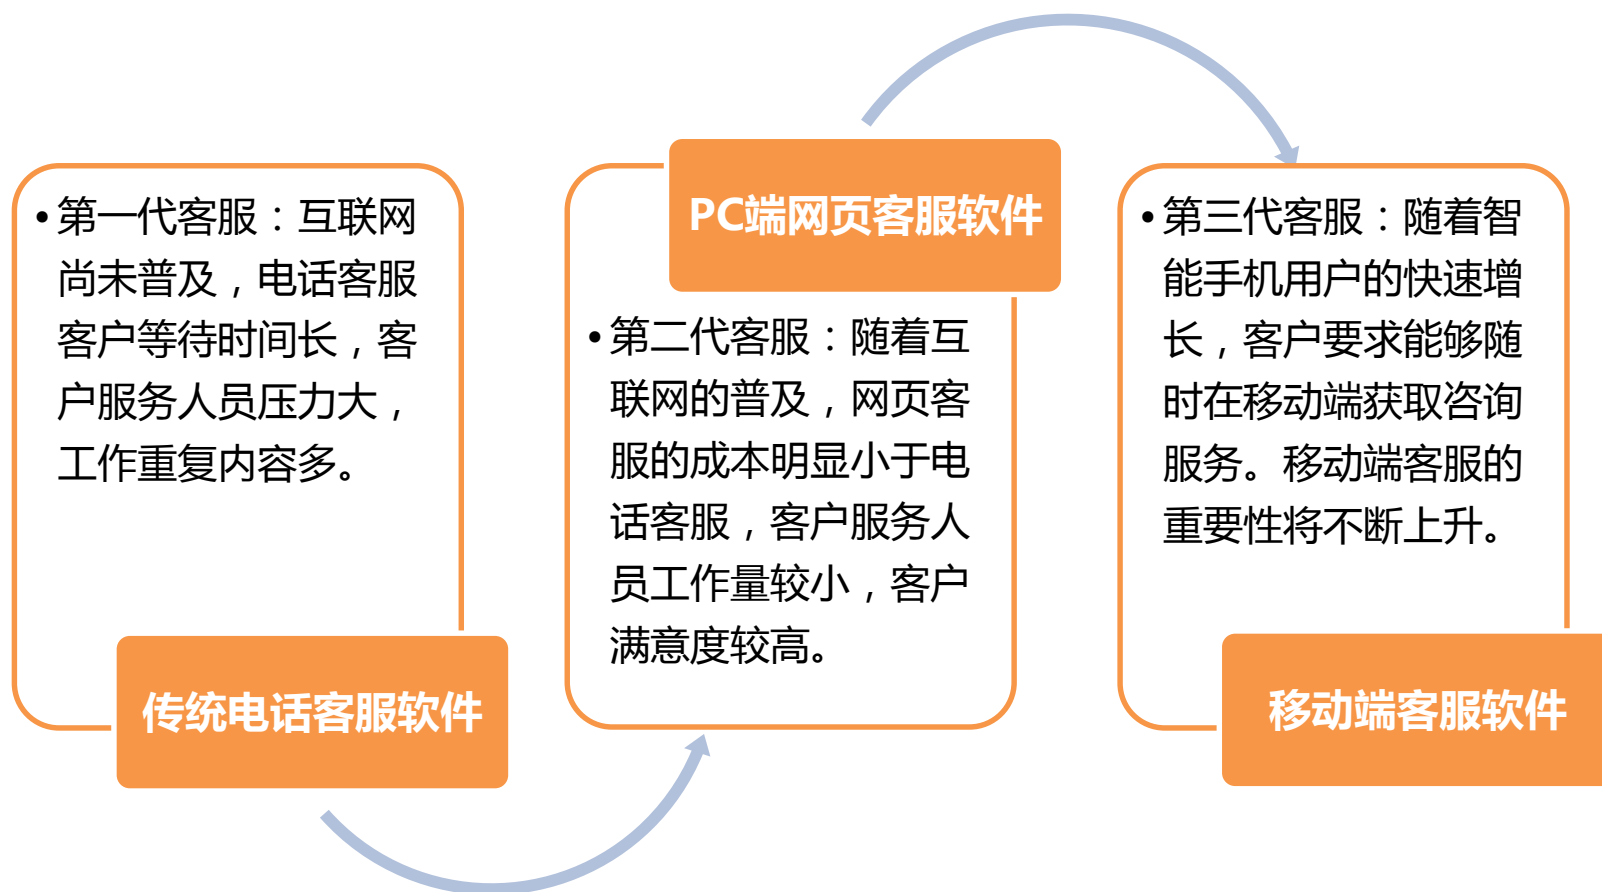 •第一代客服：互联网
尚未普及，电话客服
客户等待时间长，客
户服务人员压力大，
工作重复内容多。
传统电话客服软件
PC端网页客服软件
•第二代客服：随着互
联网的普及，网页客
服的成本明显小于电
话客服，客户服务人
员工作量较小，客户
满意度较高。
•第三代客服：随着智
能手机用户的快速增
长，客户要求能够随
时在移动端获取咨询
服务。移动端客服的
重要性将不断上升。
移动端客服软件